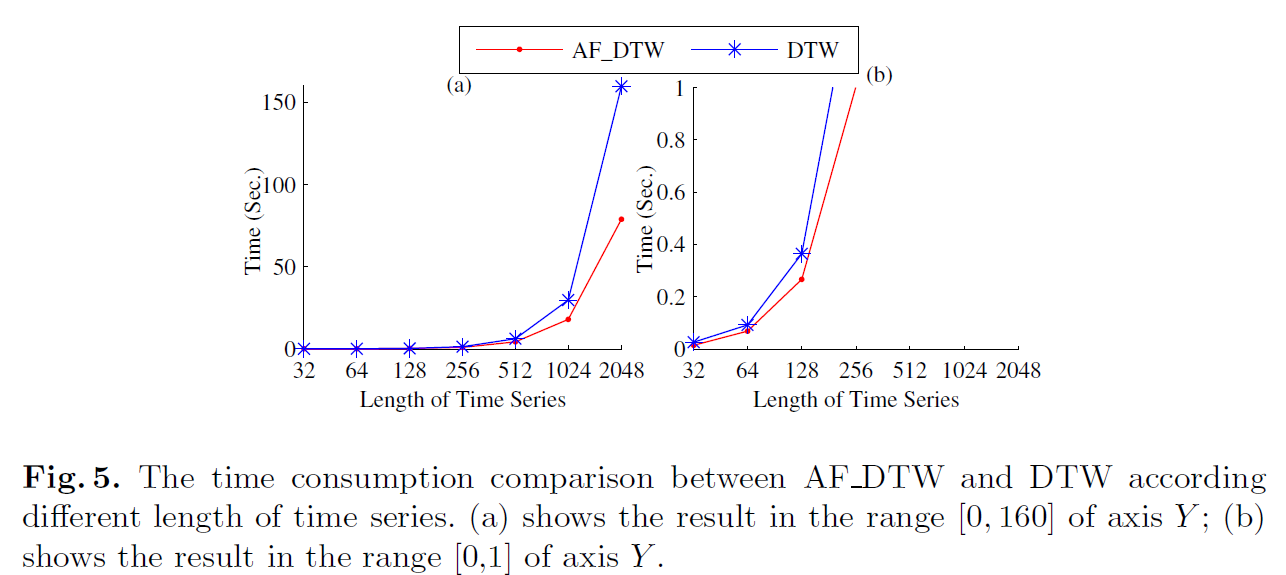 AF_DTW DTW
(a)
150
100
50
0
Time (Sec.)
32 64 128 256 512 1024 2048
Length of Time Series
(b)
1
0.8
0.6
0.4
0.2
0
Time (Sec.)
32 64 128 256 512 1024 2048
Length of Time Series
Fig. 5. The time consumption comparison between AF_DTW and DTW according
different length of time series. (a) shows the result in the range [0, 160] of axis Y; (b)
shows the result in the range [0,1] of axis Y.